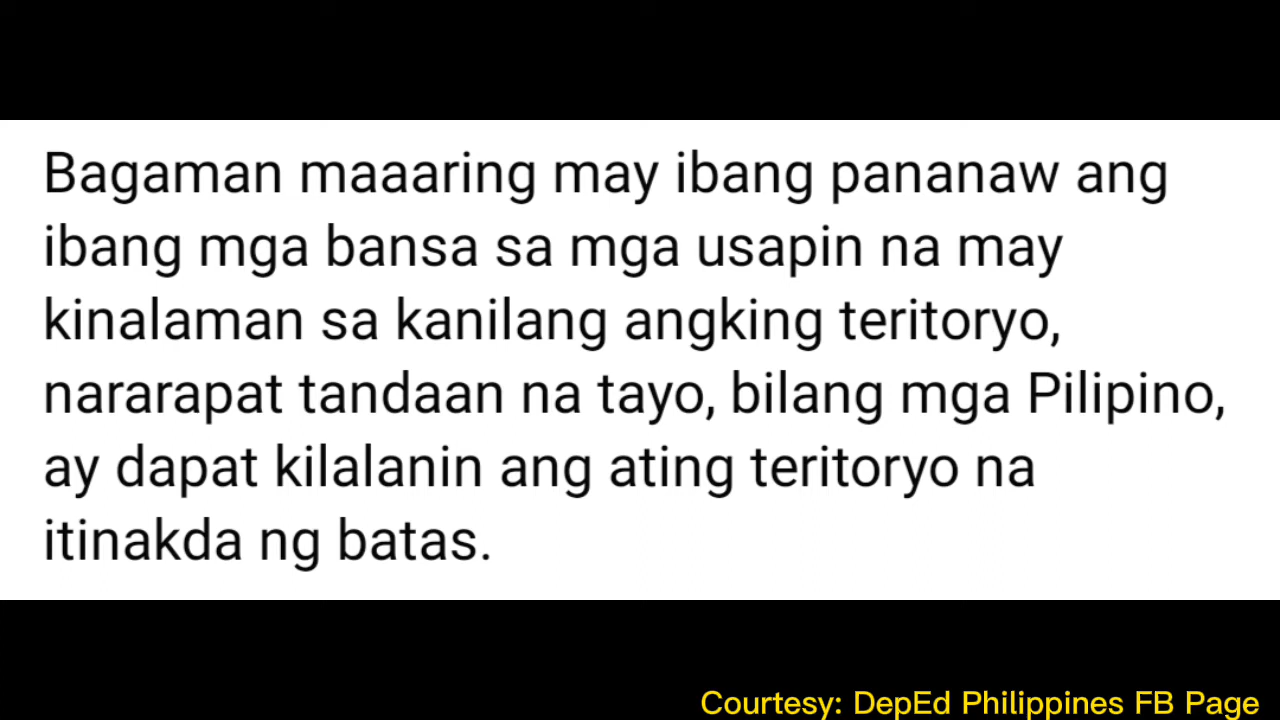 Bagaman maaaring may ibang pananaw ang
ibang mga bansa sa mga usapin na may
kinalaman sa kanilang angking teritoryo,
nararapat tandaan na tayo, bilang mga Pilipino,
ay dapat kilalanin ang ating teritoryo na
itinakda ng batas.
Courtesy: DepEd Philippines FB Page